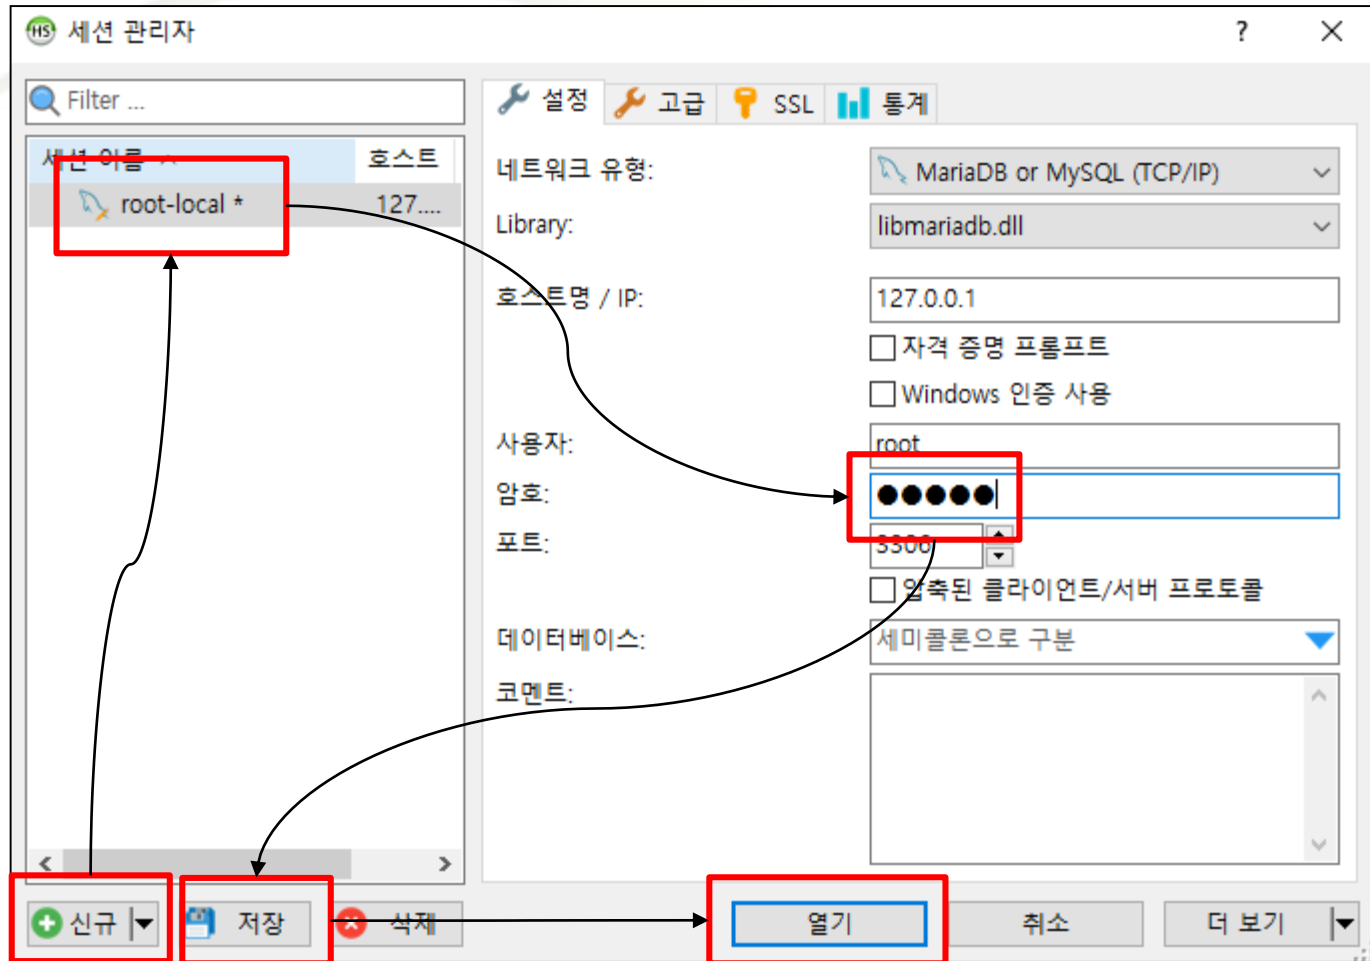 HS 세션 관리자 ?
Filter ...
세션 이름 호스트
root-local * 127....
설정 고급 SSL 통계
네트워크 유형: MariaDB or MySQL (TCP/IP)
Library: libmariadb.dll
호스트명 / IP: 127.0.0.1
자격 증명 프롬프트
Windows 인증 사용
사용자: root
암호: ●●●●●
포트: 3306
압축된 클라이언트/서버 프로토콜
데이터베이스: 세미콜론으로 구분
코멘트:
신규 저장 삭제 열기 취소 더 보기